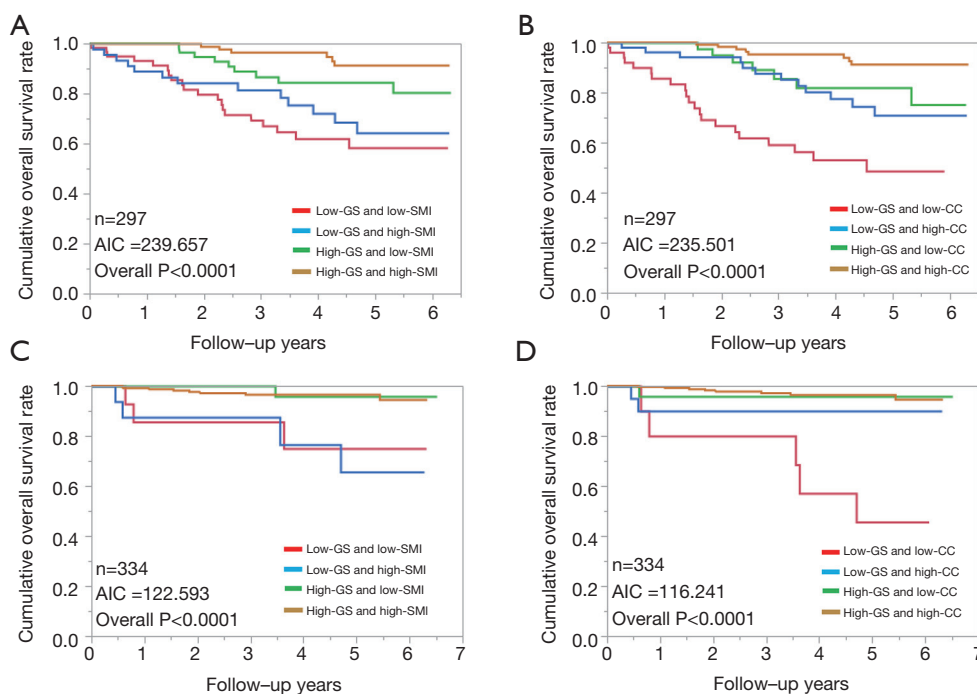 A
Cumulative overall survival rate
1.0
0.8
0.6
0.4
0.2
0.0
n=297
AIC =239.657
Overall P<0.0001
Low-GS and low-SMI
Low-GS and high-SMI
High-GS and low-SMI
High-GS and high-SMI
0 1 2 3 4 5 6
Follow–up years
B
Cumulative overall survival rate
1.0
0.8
0.6
0.4
0.2
0.0
n=297
AIC =235.501
Overall P<0.0001
Low-GS and low-CC
Low-GS and high-CC
High-GS and low-CC
High-GS and high-CC
0 1 2 3 4 5 6
Follow–up years
C
Cumulative overall survival rate
1.0
0.8
0.6
0.4
0.2
0.0
n=334
AIC =122.593
Overall P<0.0001
Low-GS and low-SMI
Low-GS and high-SMI
High-GS and low-SMI
High-GS and high-SMI
0 1 2 3 4 5 6 7
Follow–up years
D
Cumulative overall survival rate
1.0
0.8
0.6
0.4
0.2
0.0
n=334
AIC =116.241
Overall P<0.0001
Low-GS and low-CC
Low-GS and high-CC
High-GS and low-CC
High-GS and high-CC
0 1 2 3 4 5 6 7
Follow–up years